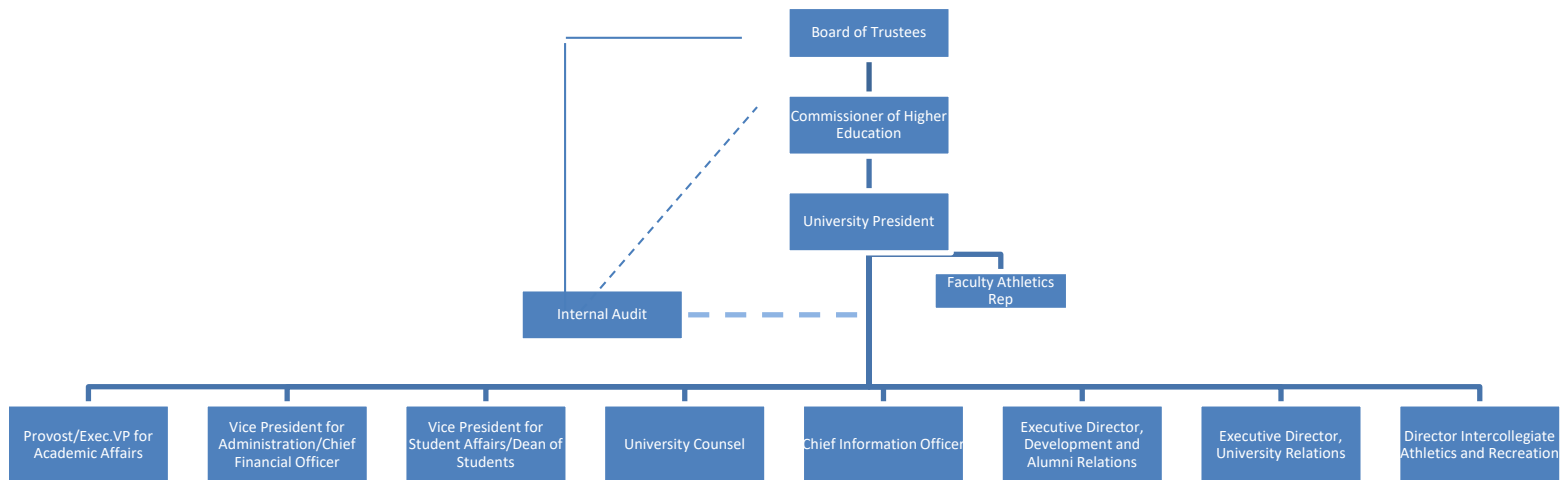 Board of Trustees
Commissioner of Higher
Education
University President
Faculty Athletics
Rep
Internal Audit
Provost/Exec.VP for
Academic Affairs
Vice President for
Administration/Chief
Financial Officer
Vice President for
Student Affairs/Dean of
Students
University Counsel
Chief Information Officer
Executive Director,
Development and
Alumni Relations
Executive Director,
University Relations
Director Intercollegiate
Athletics and Recreation